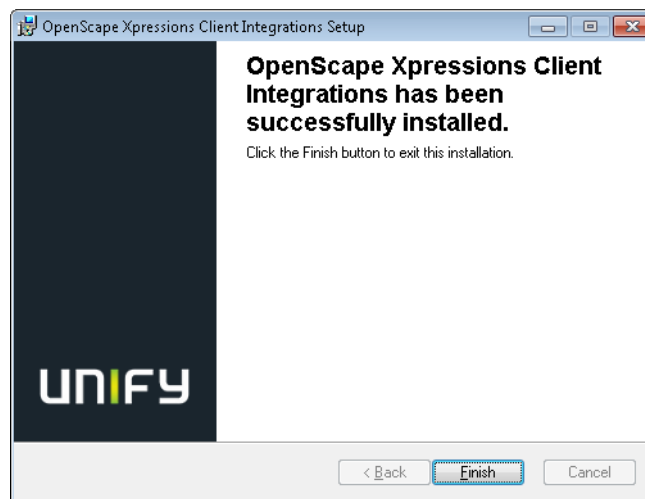 OpenScape Xpressions Client Integrations Setup
OpenScape Xpressions Client
Integrations has been
successfully installed.
Click the Finish button to exit this installation.
UNIFY
< Back
Finish
Cancel